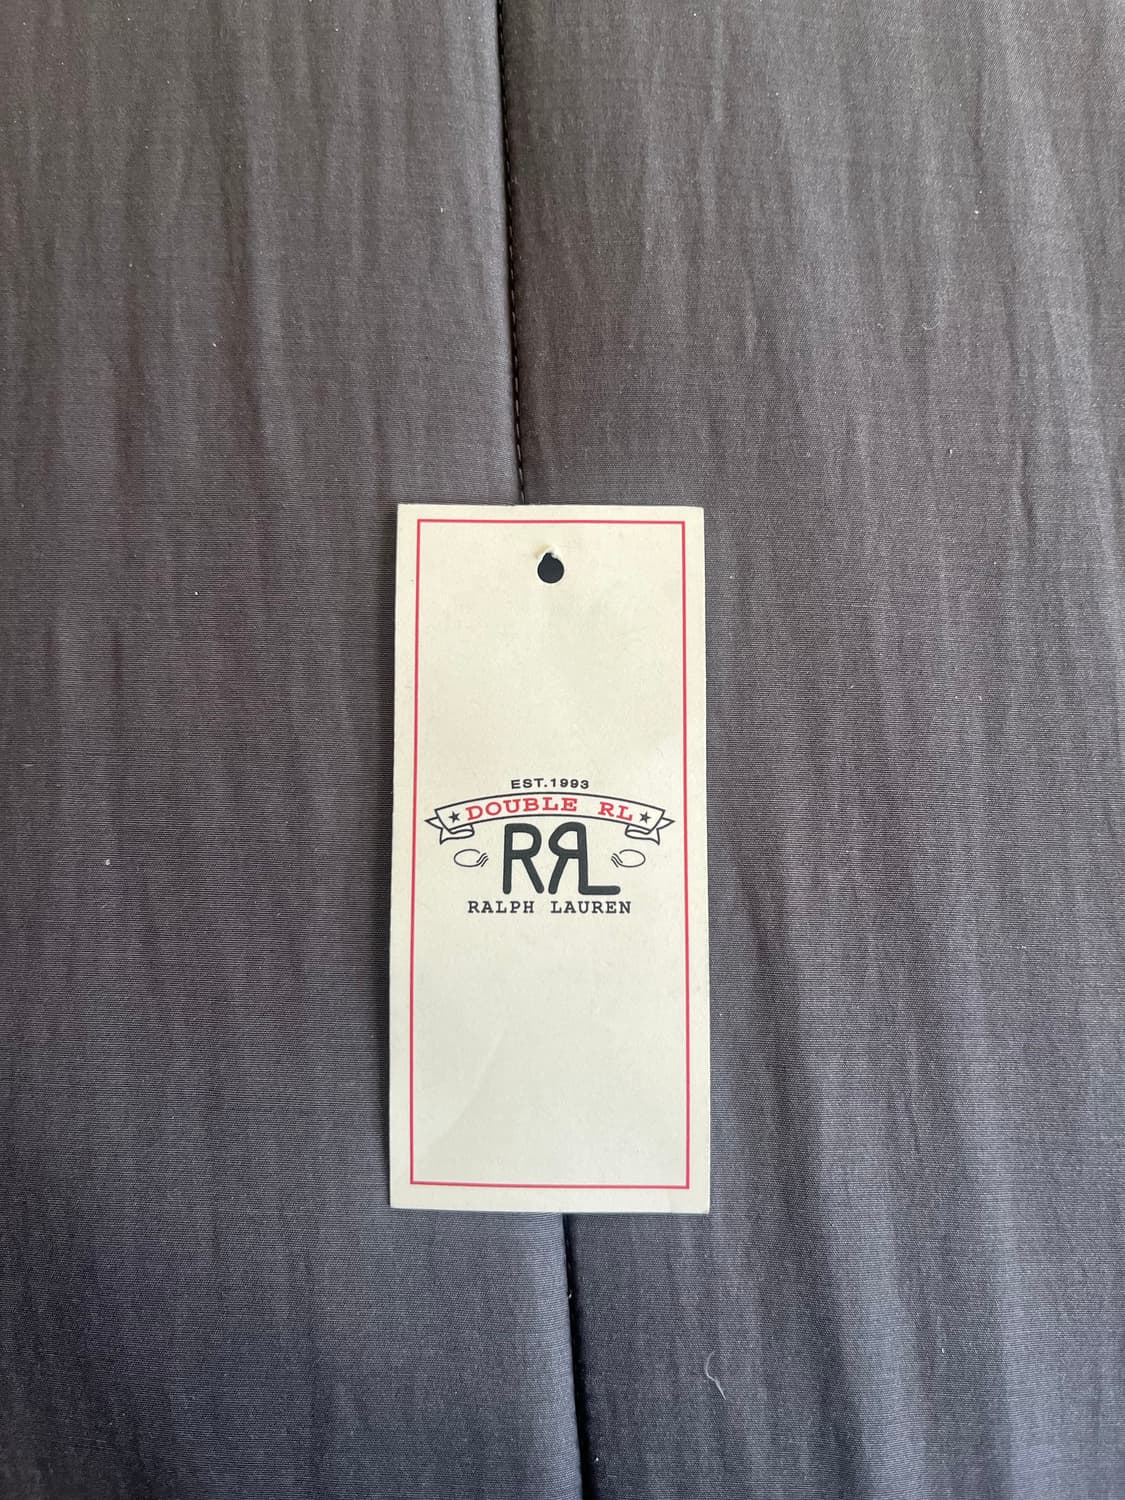 EST.1993
DOUBLE RL
RRL
RALPH LAUREN